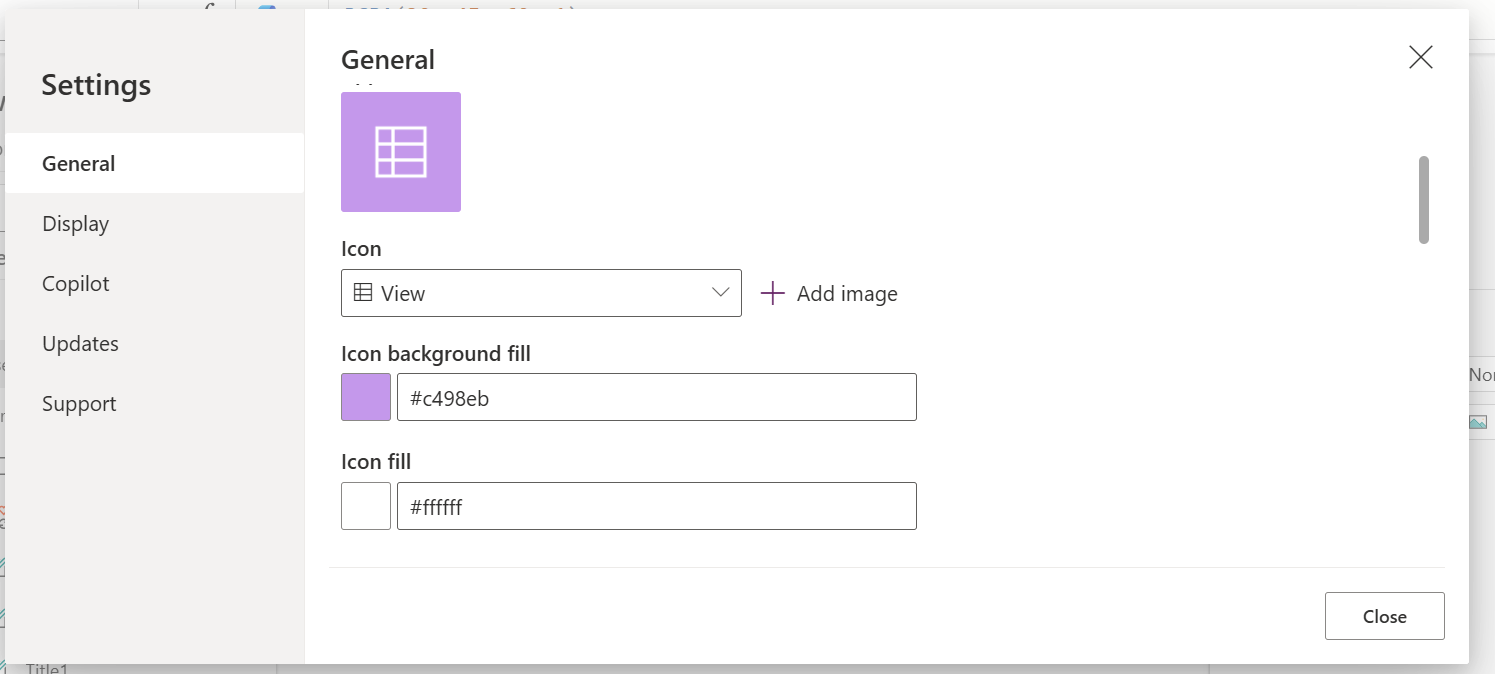 Settings
General
Display
Copilot
Updates
Support
General
Icon
View
Add image
Icon background fill
#c498eb
Icon fill
#ffffff
Close
Title1